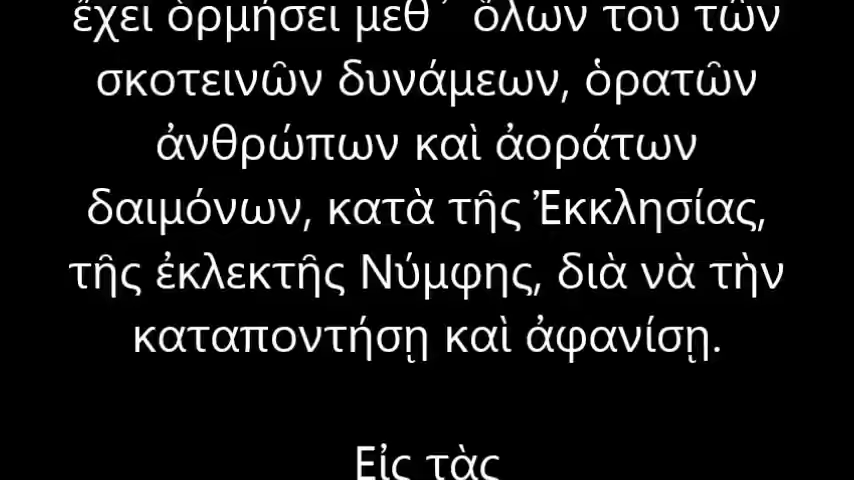 ἔχει ὁρμήσει μεθ᾽ ὅλων του τῶν
σκοτεινῶν δυνάμεων, ὁρατῶν
ἀνθρώπων καὶ ἀοράτων
δαιμόνων, κατὰ τῆς Ἐκκλησίας,
τῆς ἐκλεκτῆς Νύμφης, διὰ νὰ τὴν
καταποντήσῃ καὶ ἀφανίσῃ.
Εἰς τὰς